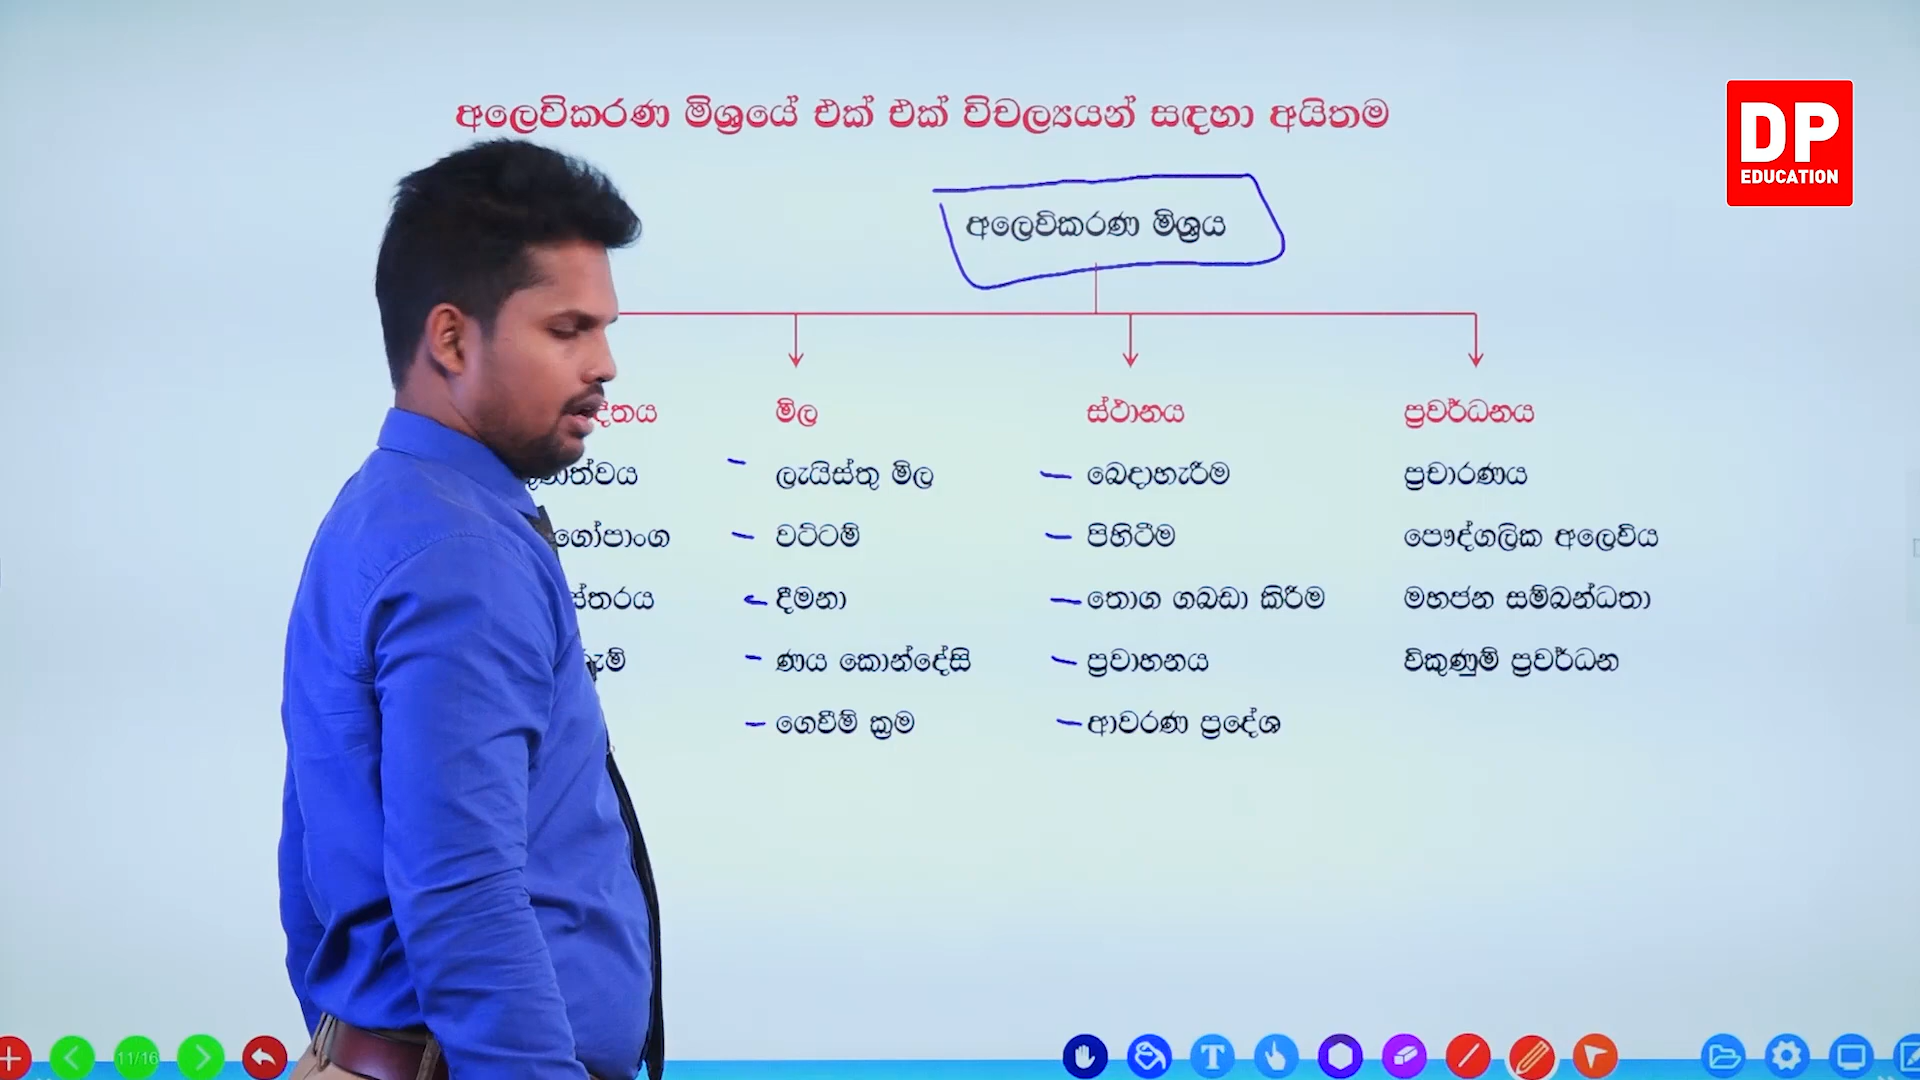 අලෙවිකරණ මිශ්‍රයේ එක් එක් විචල්‍යයන් සඳහා අයිතම
DP
EDUCATION
අලෙවිකරණ මිශ්‍රය
මිල ස්ථානය ප්‍රවර්ධනය
ලැයිස්තු මිල බෙදාහැරීම ප්‍රචාරණය
වට්ටම් පිහිටීම පෞද්ගලික අලෙවිය
දීමනා තොග ගබඩා කිරීම මහජන සම්බන්ධතා
ණය කොන්දේසි ප්‍රවාහනය විකුණුම් ප්‍රවර්ධන
ගෙවීම් ක්‍රම ආවරණ ප්‍රදේශ
11/16